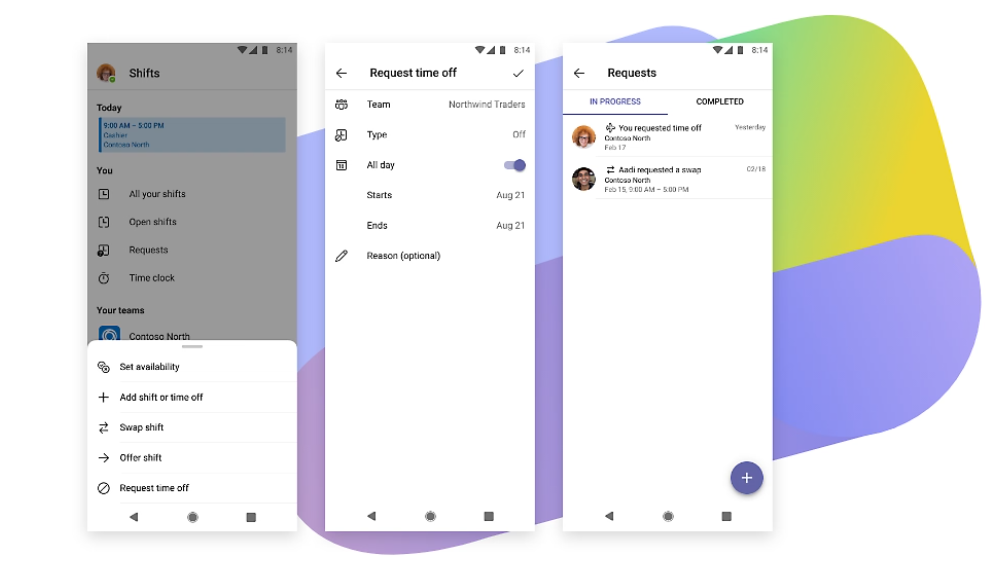 8:14
Shifts
Today
9:00 AM – 5:00 PM
Cashier
Contoso North
You
All your shifts
Open shifts
Requests
Time clock
Your teams
Contoso North
Set availability
Add shift or time off
Swap shift
Offer shift
Request time off
8:14
Request time off
Team Northwind Traders
Type Off
All day
Starts Aug 21
Ends Aug 21
Reason (optional)
8:14
Requests
IN PROGRESS COMPLETED
You requested time off Yesterday
Contoso North
Feb 17
Aadi requested a swap 02/18
Contoso North
Feb 15, 9:00 AM – 5:00 PM